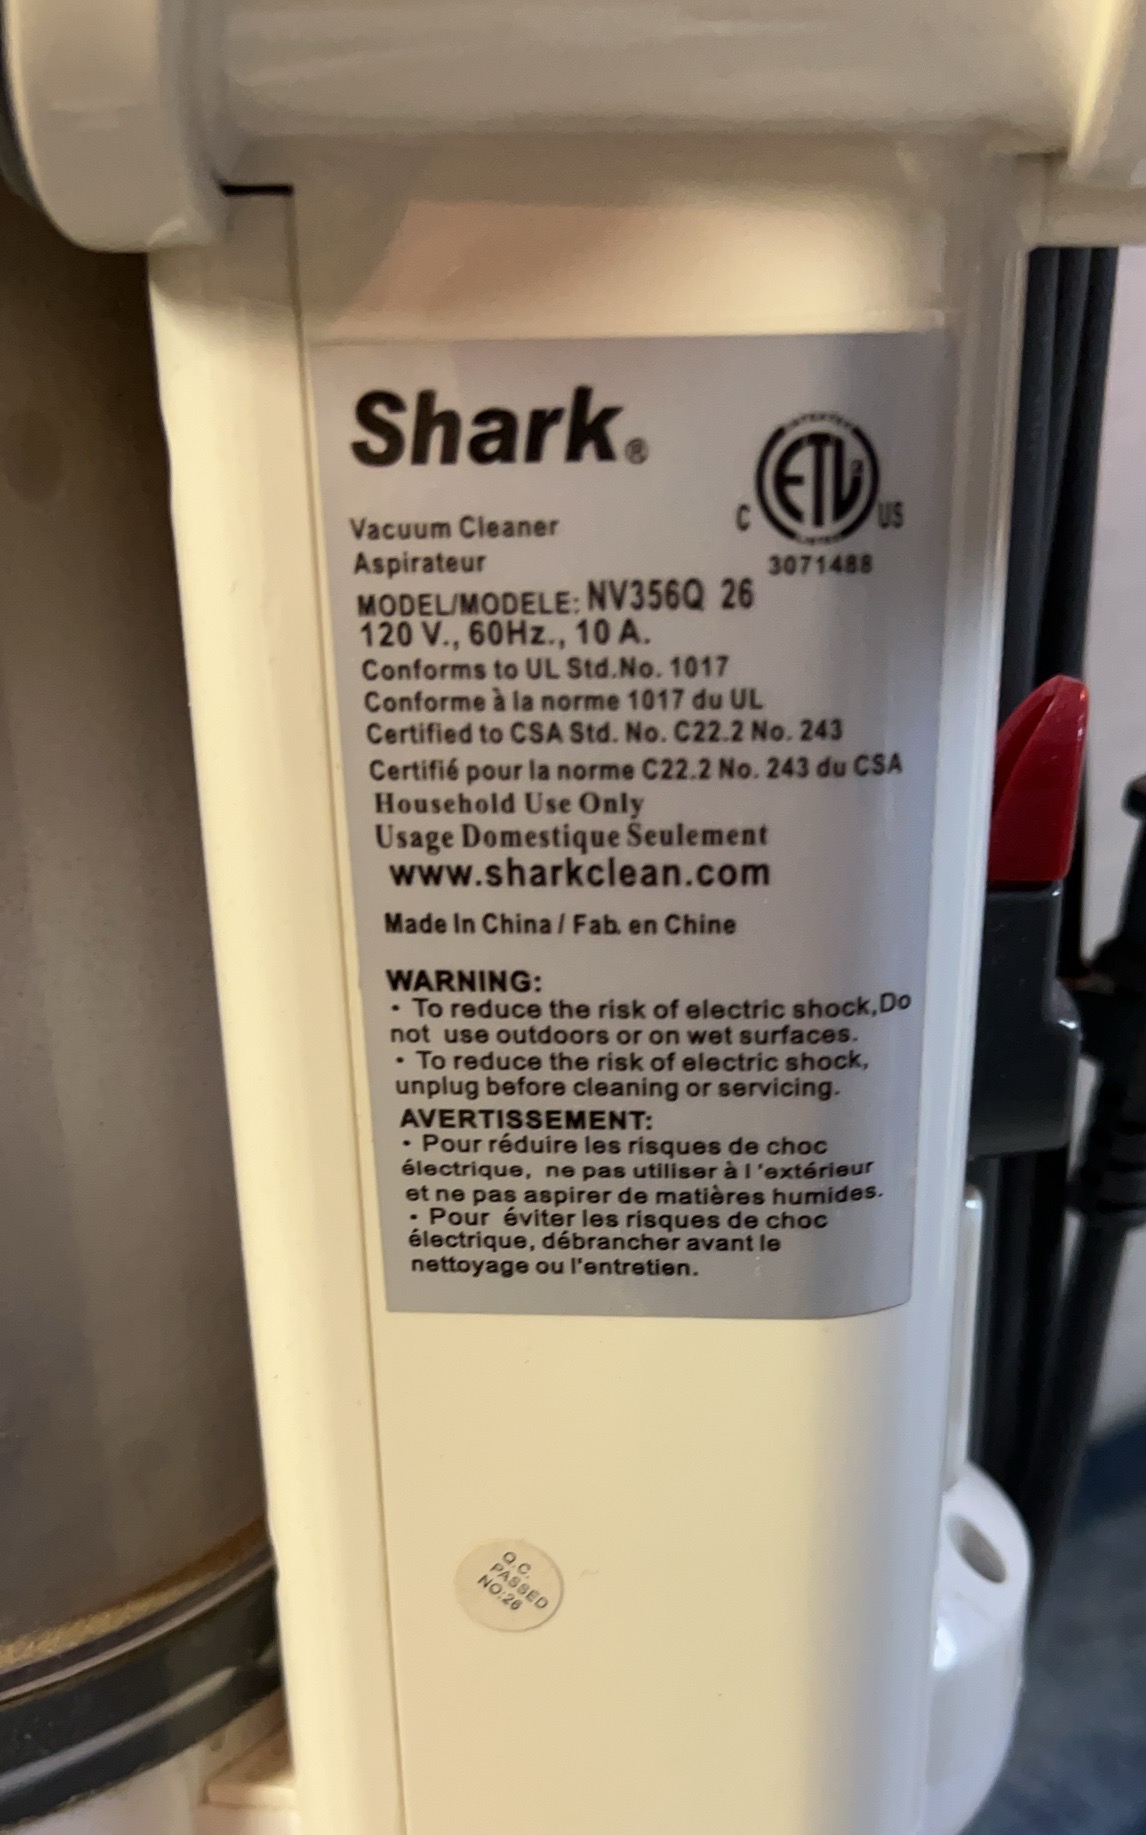 Shark®
INTERTEK
ETL
LISTED
C US
3071488
Vacuum Cleaner
Aspirateur
MODEL/MODELE: NV356Q 26
120 V., 60Hz., 10 A.
Conforms to UL Std.No. 1017
Conforme à la norme 1017 du UL
Certified to CSA Std. No. C22.2 No. 243
Certifié pour la norme C22.2 No. 243 du CSA
Household Use Only
Usage Domestique Seulement
www.sharkclean.com
Made In China / Fab. en Chine
WARNING:
• To reduce the risk of electric shock,Do
not use outdoors or on wet surfaces.
• To reduce the risk of electric shock,
unplug before cleaning or servicing.
AVERTISSEMENT:
• Pour réduire les risques de choc
électrique, ne pas utiliser à l'extérieur
et ne pas aspirer de matières humides.
• Pour éviter les risques de choc
électrique, débrancher avant le
nettoyage ou l'entretien.
Q.C.
PASSED
NO:26